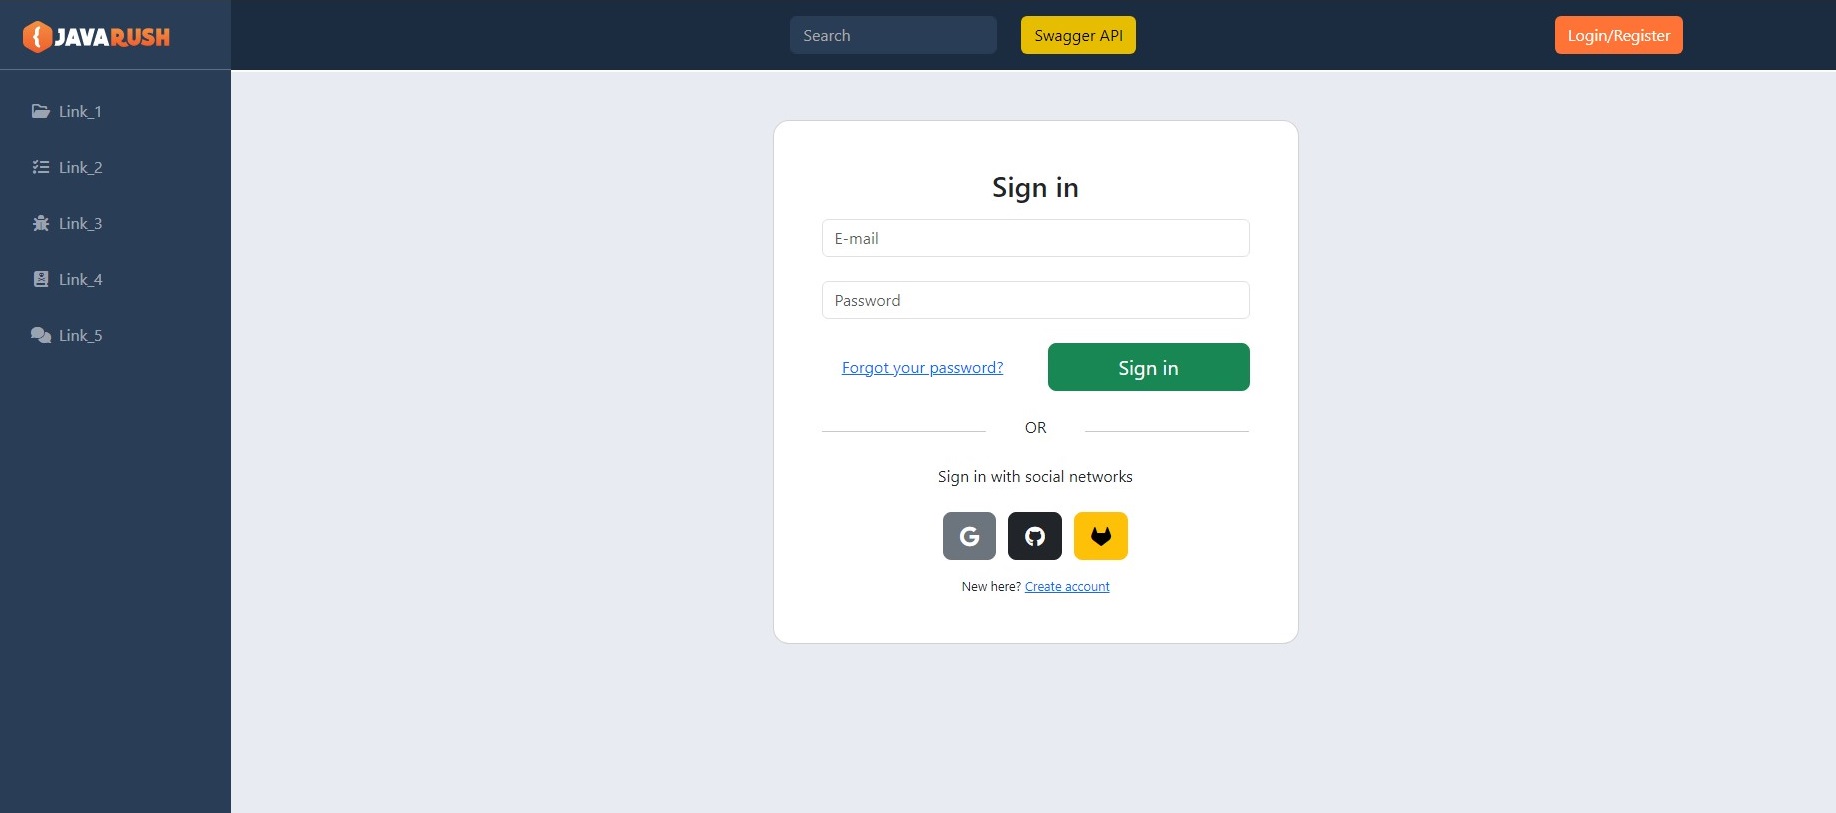 JAVARUSH
Search
Swagger API
Login/Register
Link_1
Link_2
Link_3
Link_4
Link_5
Sign in
E-mail
Password
Forgot your password?
Sign in
OR
Sign in with social networks
G
New here? Create account